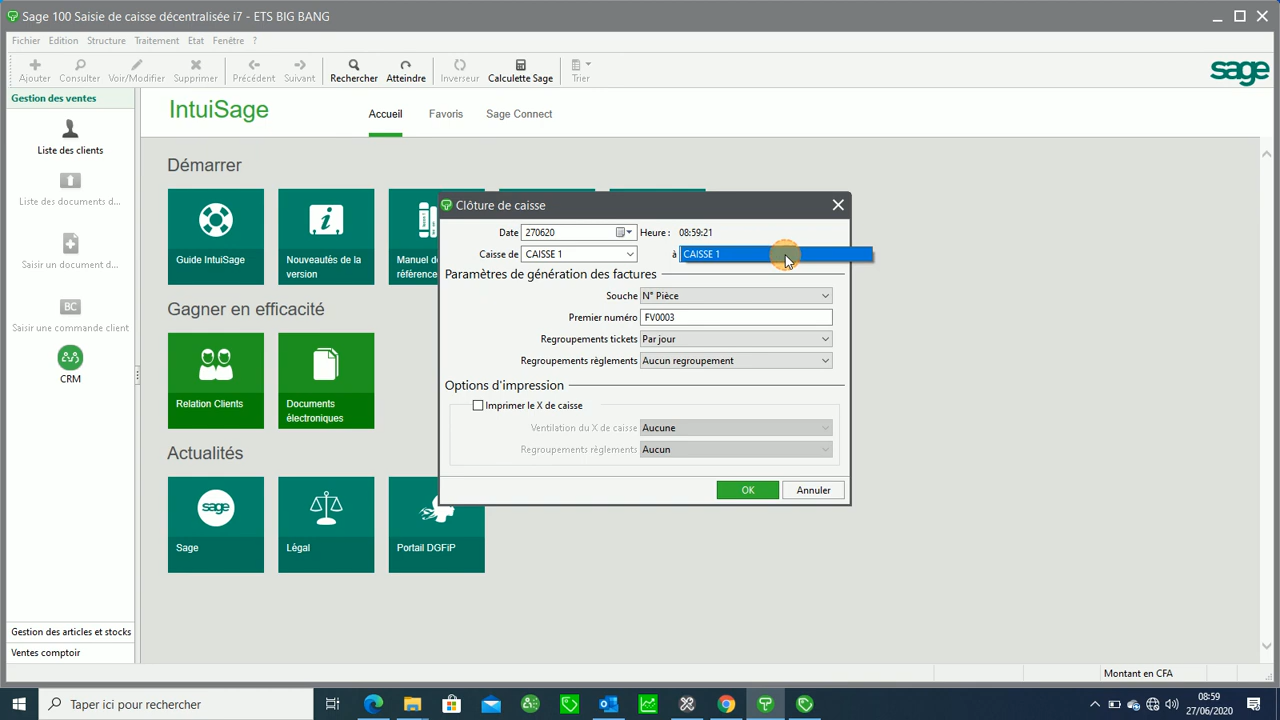 Sage 100 Saisie de caisse décentralisée i7 - ETS BIG BANG
Fichier Edition Structure Traitement Etat Fenêtre ?
Ajouter Consulter Voir/Modifier Supprimer Précédent Suivant Rechercher Atteindre Inverseur Calculette Sage Trier
sage
Gestion des ventes
Liste des clients
Liste des documents d...
Saisir un document d...
BC
Saisir une commande client
CRM
Gestion des articles et stocks
Ventes comptoir
IntuiSage
Accueil Favoris Sage Connect
Démarrer
Guide IntuiSage
Nouveautés de la
version
Manuel de
référence
Gagner en efficacité
Relation Clients
Documents
électroniques
Actualités
sage
Sage
Légal
Portail DGFiP
Clôture de caisse
Date 270620 Heure : 08:59:21
Caisse de CAISSE 1 à CAISSE 1
Paramètres de génération des factures
Souche N° Pièce
Premier numéro FV0003
Regroupements tickets Par jour
Regroupements règlements Aucun regroupement
Options d'impression
Imprimer le X de caisse
Ventilation du X de caisse Aucune
Regroupements règlements Aucun
OK Annuler
Montant en CFA
Taper ici pour rechercher
08:59
27/06/2020